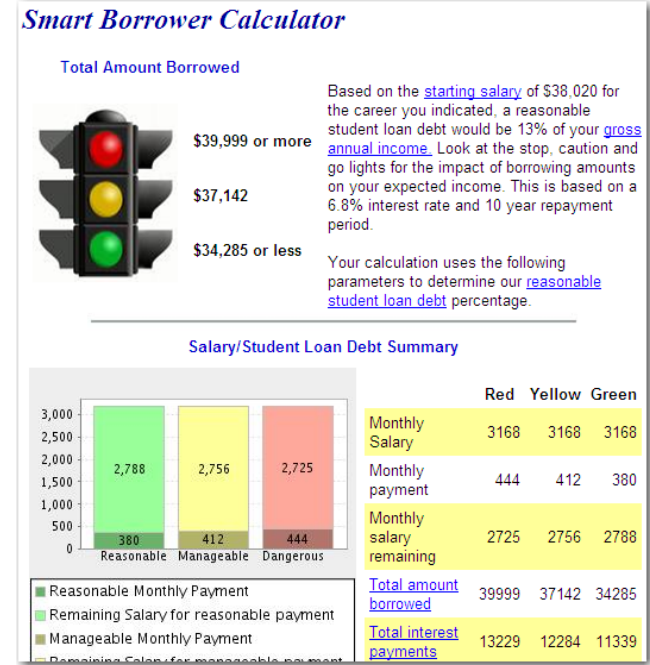 Smart Borrower Calculator
Total Amount Borrowed
$39,999 or more
$37,142
$34,285 or less
Based on the starting salary of $38,020 for
the career you indicated, a reasonable
student loan debt would be 13% of your gross
annual income. Look at the stop, caution and
go lights for the impact of borrowing amounts
on your expected income. This is based on a
6.8% interest rate and 10 year repayment
period.
Your calculation uses the following
parameters to determine our reasonable
student loan debt percentage.
Salary/Student Loan Debt Summary
3,000
2,500
2,000
1,500
1,000
500
0
2,788 2,756 2,725
380 412 444
Reasonable Manageable Dangerous
Reasonable Monthly Payment
Remaining Salary for reasonable payment
Manageable Monthly Payment
Remaining Salary for manageable payment
Red Yellow Green
Monthly
Salary 3168 3168 3168
Monthly
payment 444 412 380
Monthly
salary
remaining 2725 2756 2788
Total amount
borrowed 39999 37142 34285
Total interest
payments 13229 12284 11339